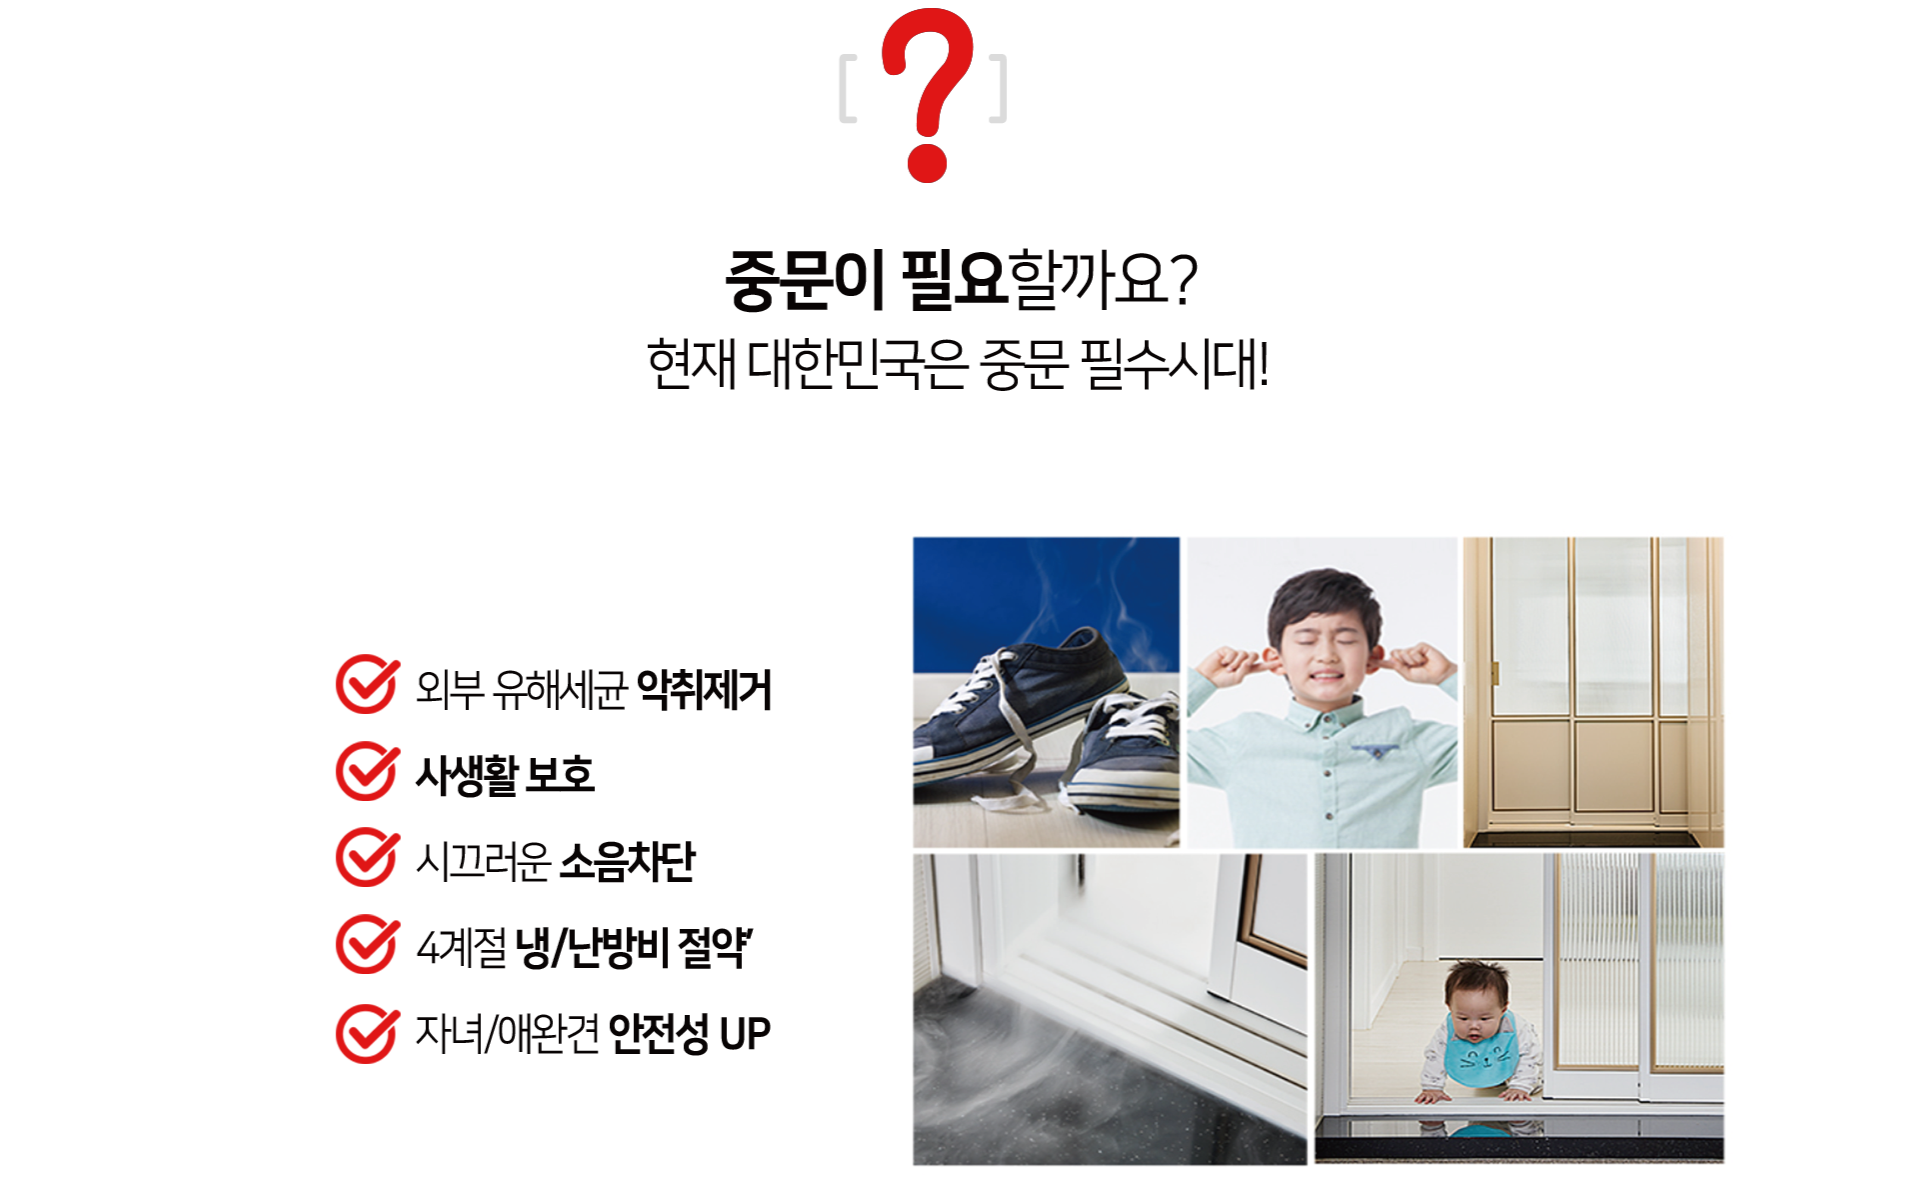 [?]
중문이 필요할까요?
현재 대한민국은 중문 필수시대!
외부 유해세균 악취제거
사생활 보호
시끄러운 소음차단
4계절 냉/난방비 절약'
자녀/애완견 안전성 UP